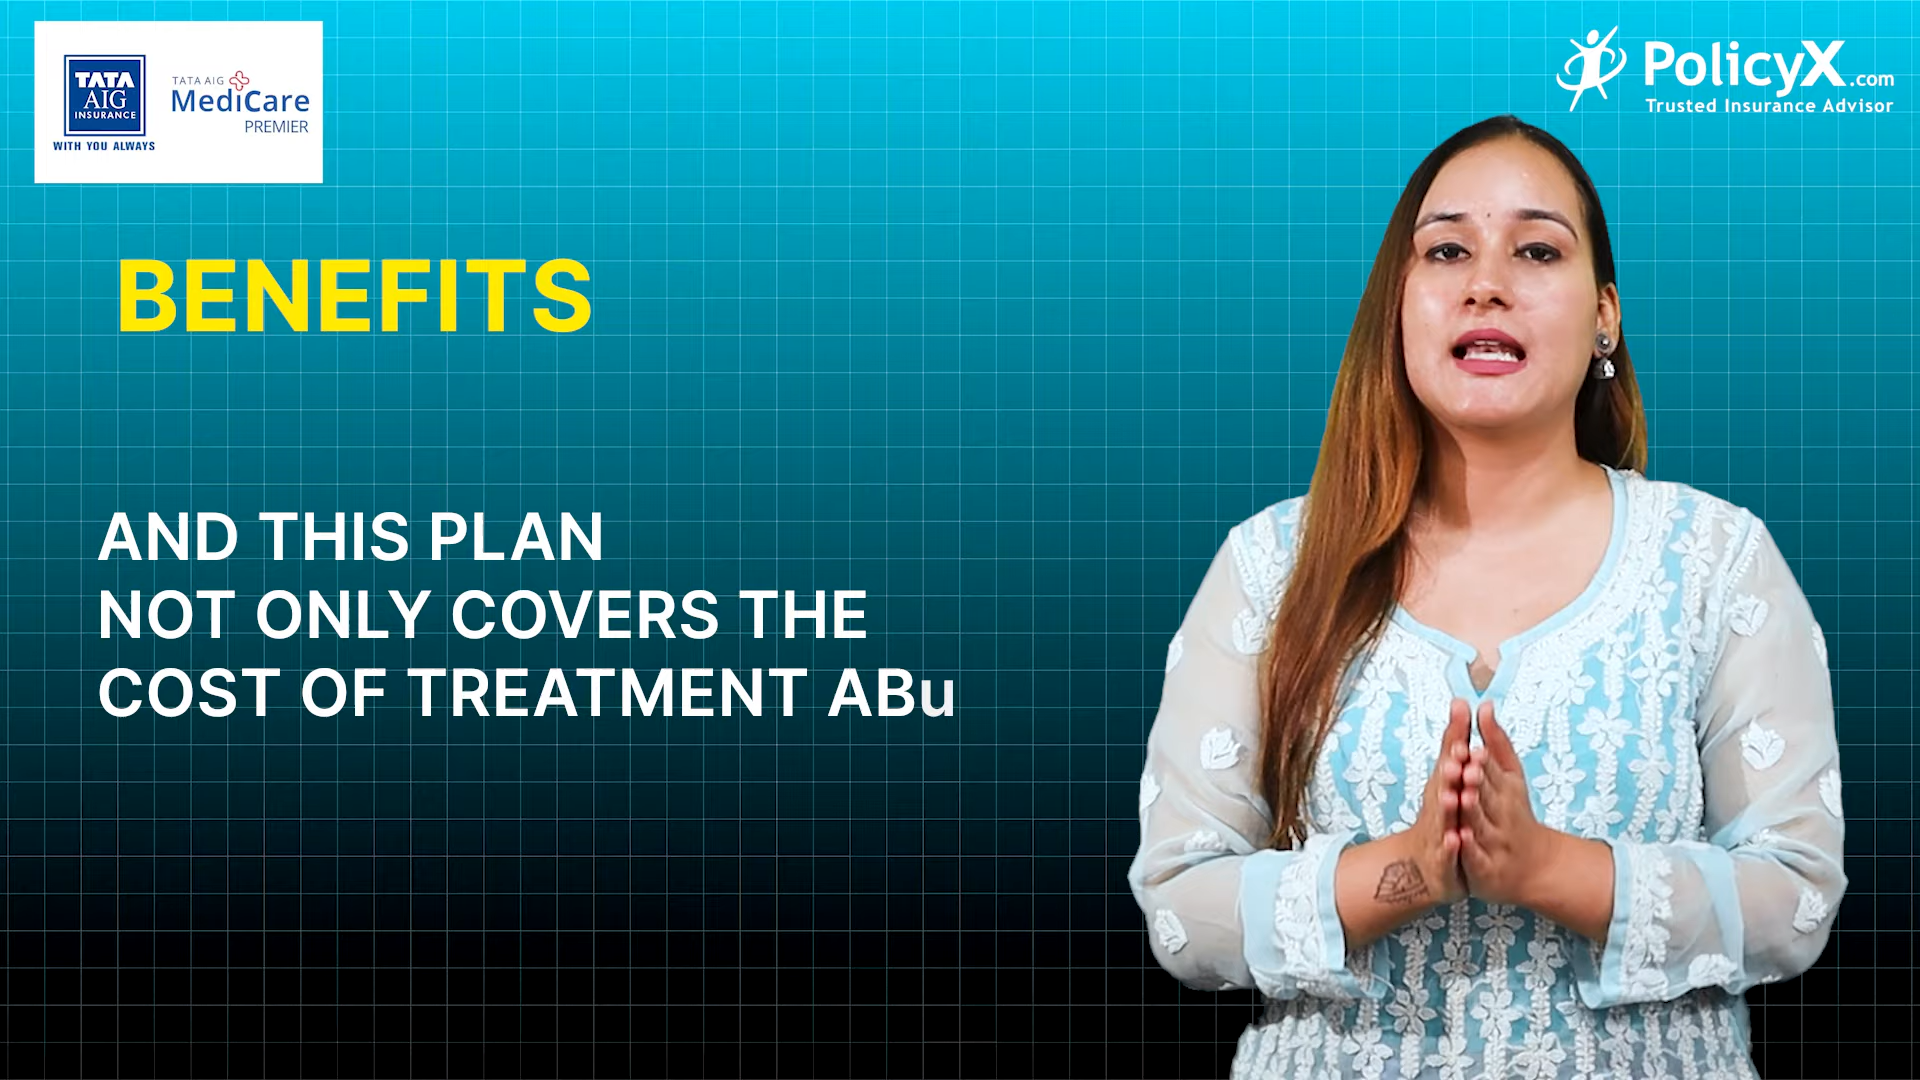 TATA
AIG
INSURANCE
WITH YOU ALWAYS
TATA AIG
MediCare
PREMIER
PolicyX.com
Trusted Insurance Advisor
BENEFITS
AND THIS PLAN
NOT ONLY COVERS THE
COST OF TREATMENT ABu